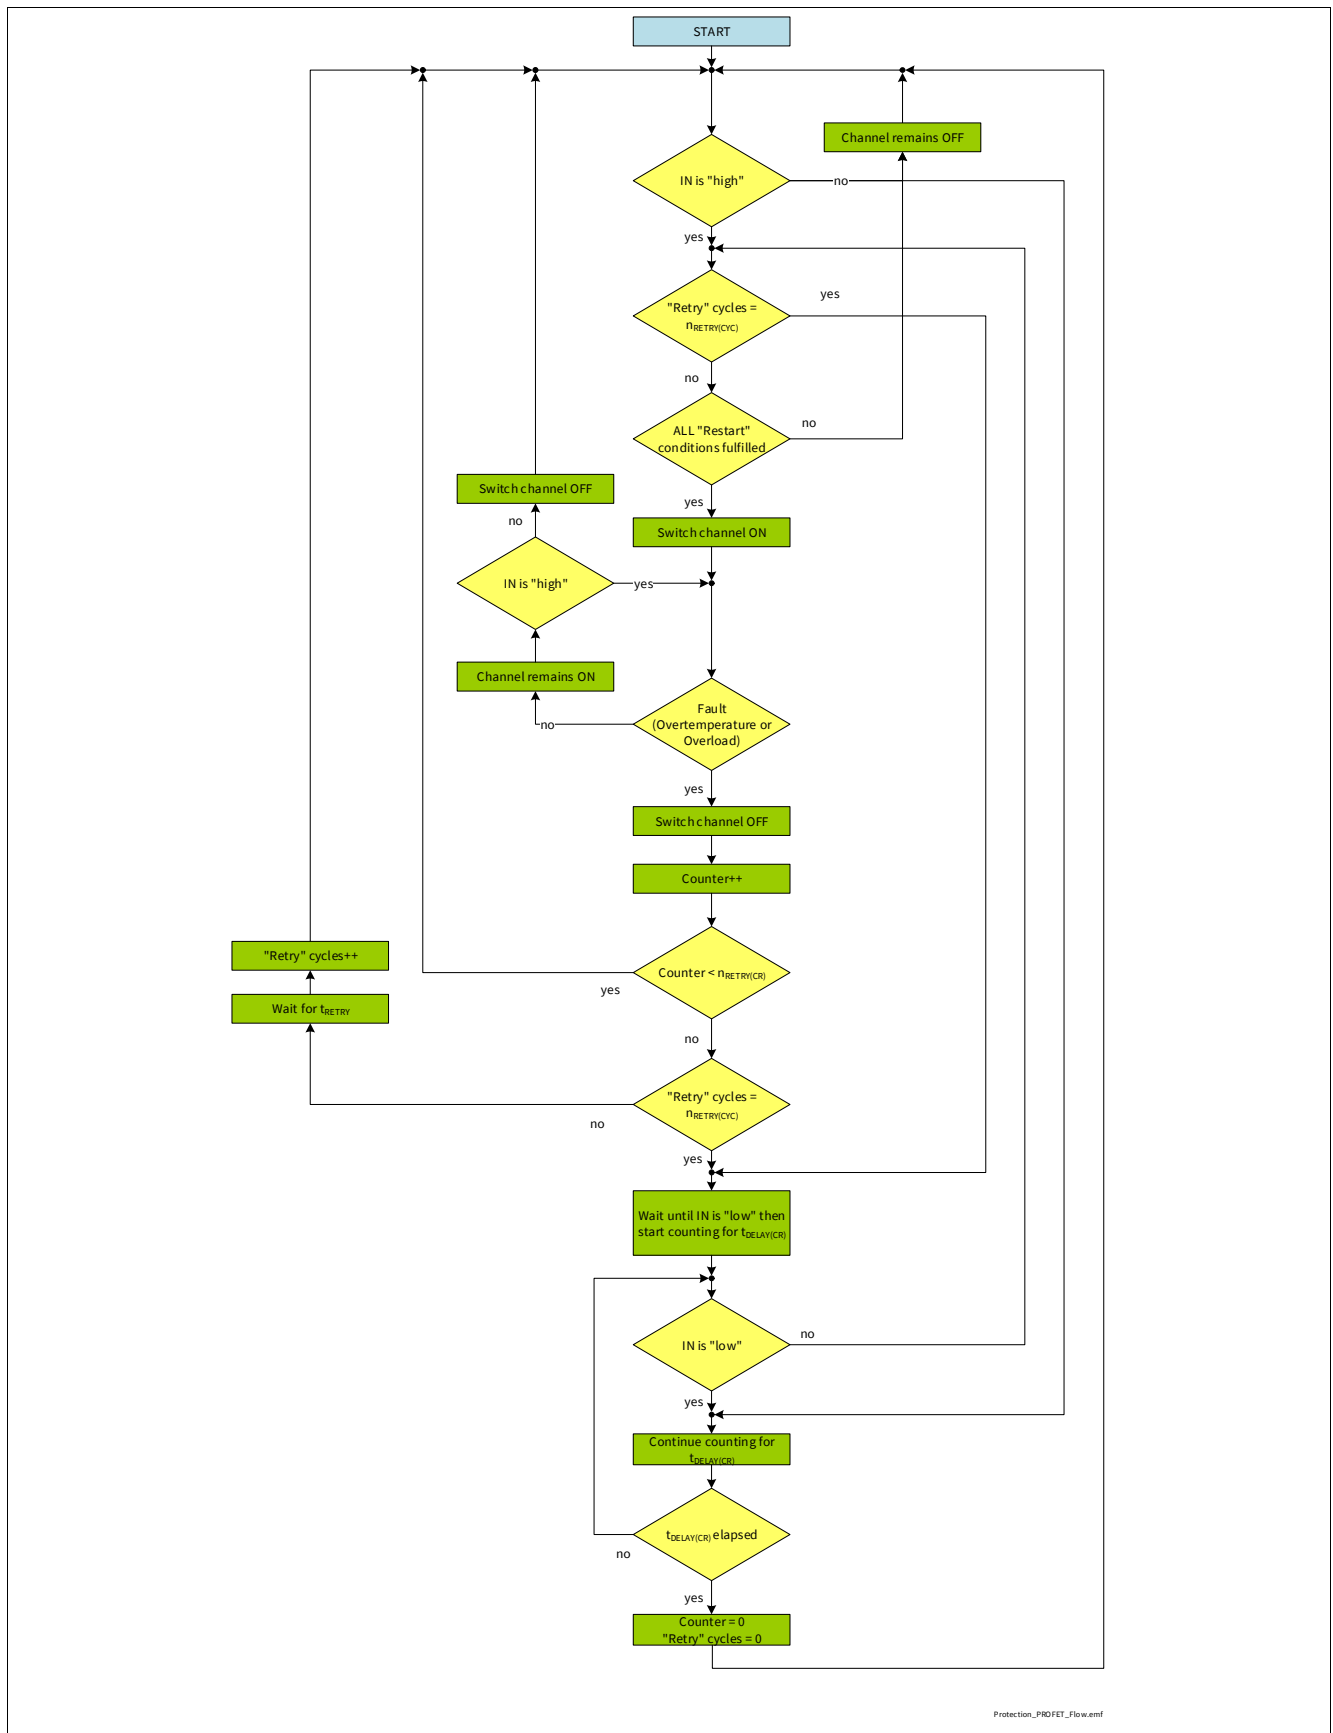 START
Channel remains OFF
IN is "high"
no
yes
"Retry" cycles =
nRETRY(CYC)
yes
no
ALL "Restart"
conditions fulfilled
no
yes
Switch channel OFF
no
Switch channel ON
IN is "high"
yes
Channel remains ON
Fault
(Overtemperature or
Overload)
no
yes
Switch channel OFF
Counter++
"Retry" cycles++
Counter < nRETRY(CR)
yes
Wait for tRETRY
no
"Retry" cycles =
nRETRY(CYC)
no
yes
Wait until IN is "low" then
start counting for tDELAY(CR)
IN is "low"
no
yes
Continue counting for
tDELAY(CR)
tDELAY(CR) elapsed
no
yes
Counter = 0
"Retry" cycles = 0
Protection_PROFET_Flow.emf